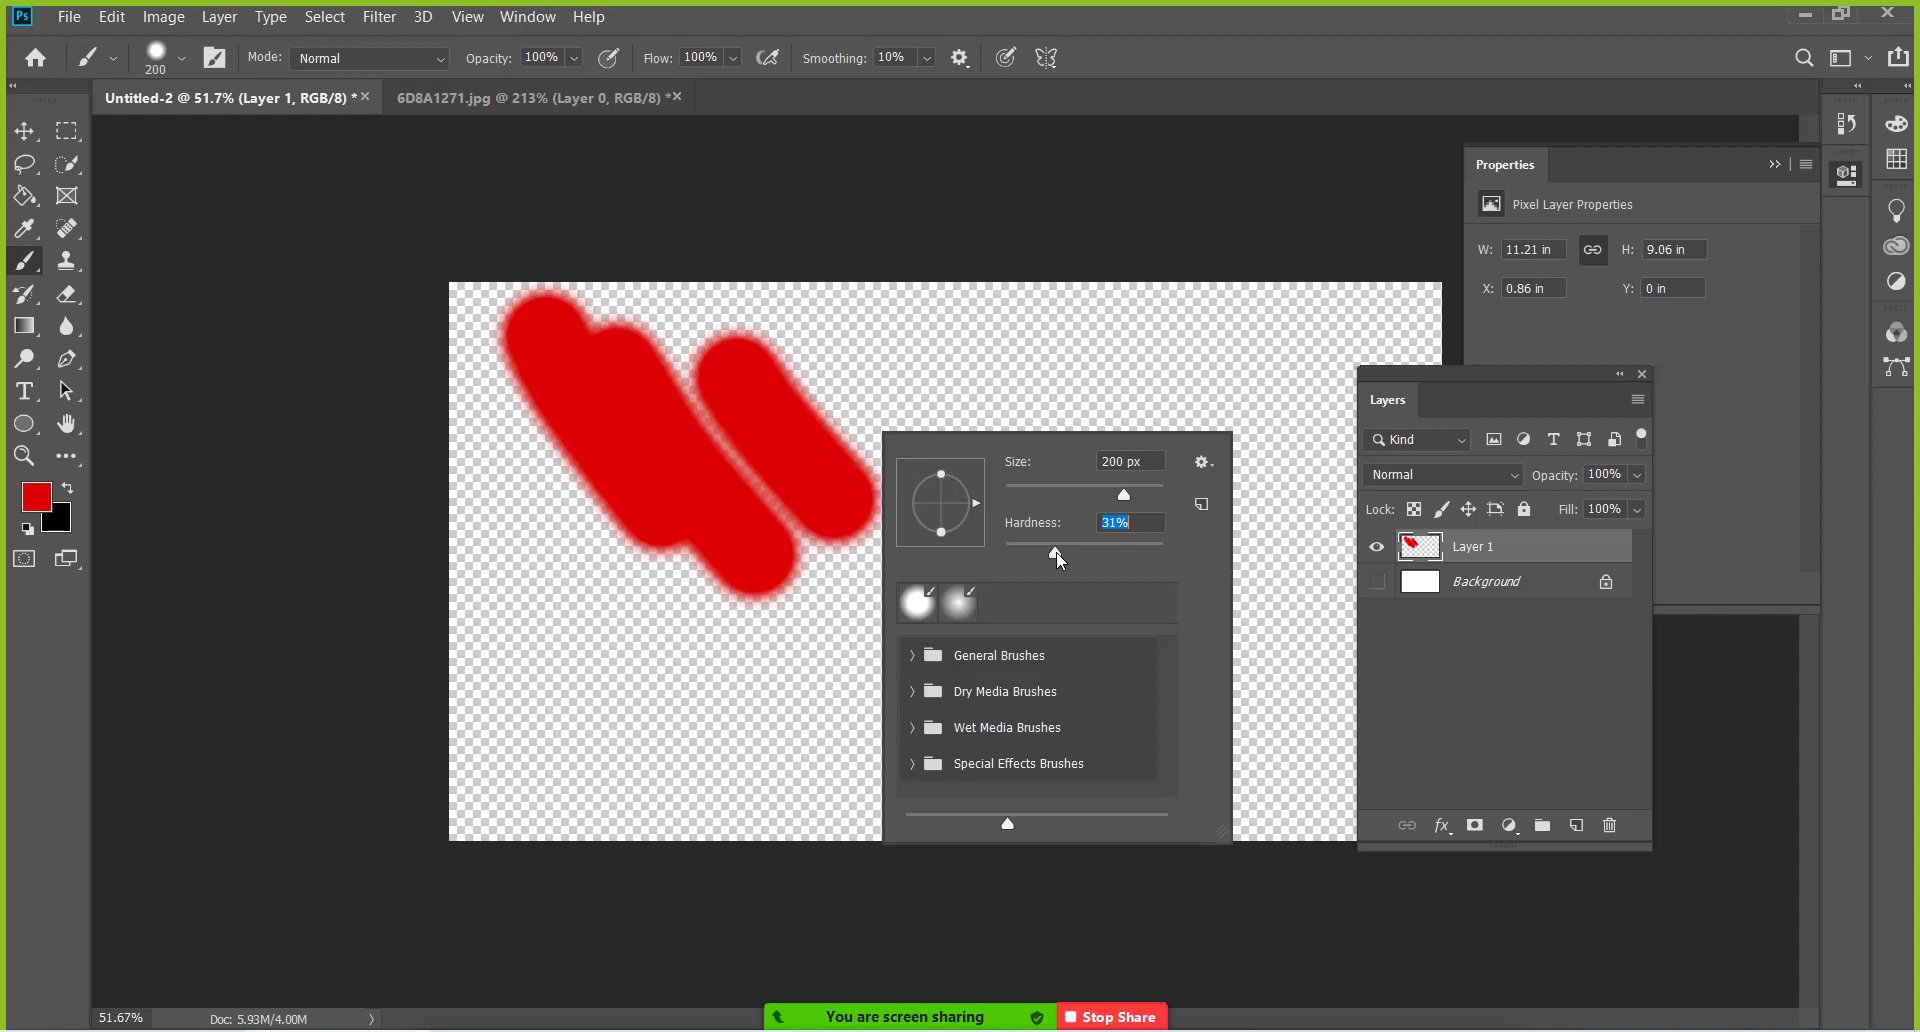 Ps File Edit Image Layer Type Select Filter 3D View Window Help
200 Mode: Normal Opacity: 100% Flow: 100% Smoothing: 10%
Untitled-2 @ 51.7% (Layer 1, RGB/8) * 6D8A1271.jpg @ 213% (Layer 0, RGB/8) *
Properties
Pixel Layer Properties
W: 11.21 in H: 9.06 in
X: 0.86 in Y: 0 in
Layers
Kind
Normal Opacity: 100%
Lock: Fill: 100%
Layer 1
Background
fx
Size: 200 px
Hardness: 31%
General Brushes
Dry Media Brushes
Wet Media Brushes
Special Effects Brushes
51.67% Doc: 5.93M/4.00M
You are screen sharing Stop Share